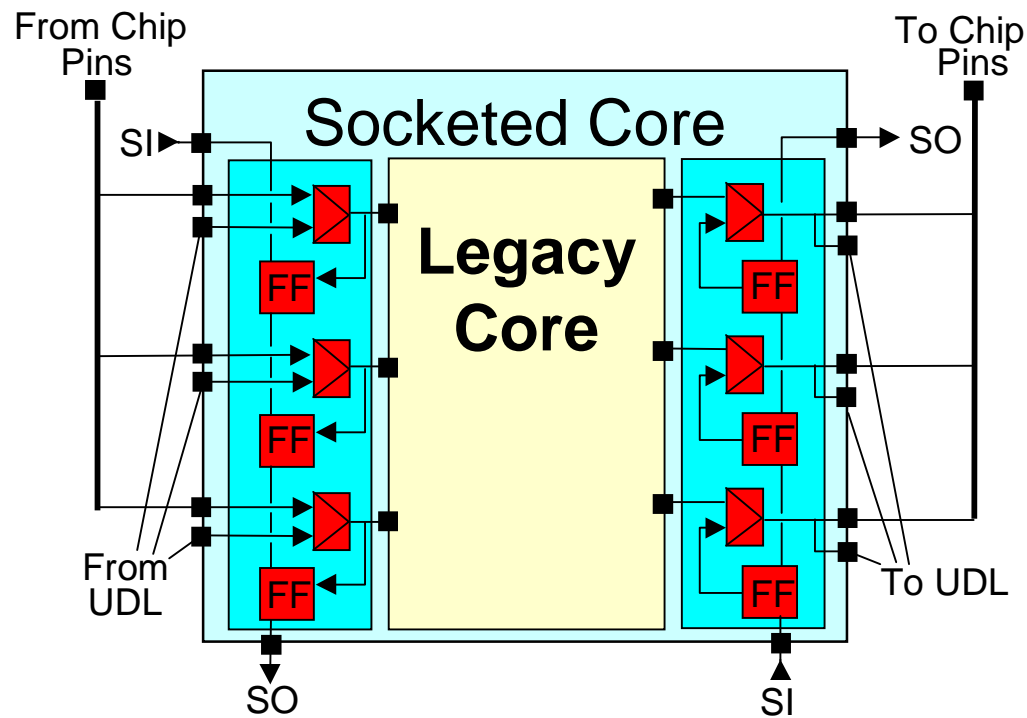 From Chip
Pins
To Chip
Pins
Socketed Core
SI
SO
Legacy
Core
FF
FF
FF
FF
FF
FF
From
UDL
To UDL
SO
SI